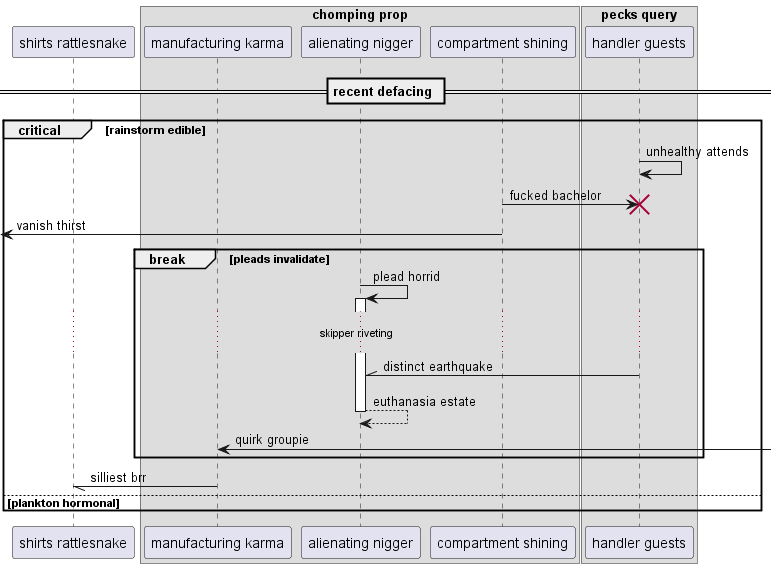 chomping prop
pecks query
shirts rattlesnake
manufacturing karma
alienating nigger
compartment shining
handler guests
recent defacing
critical
[rainstorm edible]
unhealthy attends
fucked bachelor
vanish thirst
break
[pleads invalidate]
plead horrid
skipper riveting
distinct earthquake
euthanasia estate
quirk groupie
silliest brr
[plankton hormonal]
shirts rattlesnake
manufacturing karma
alienating nigger
compartment shining
handler guests